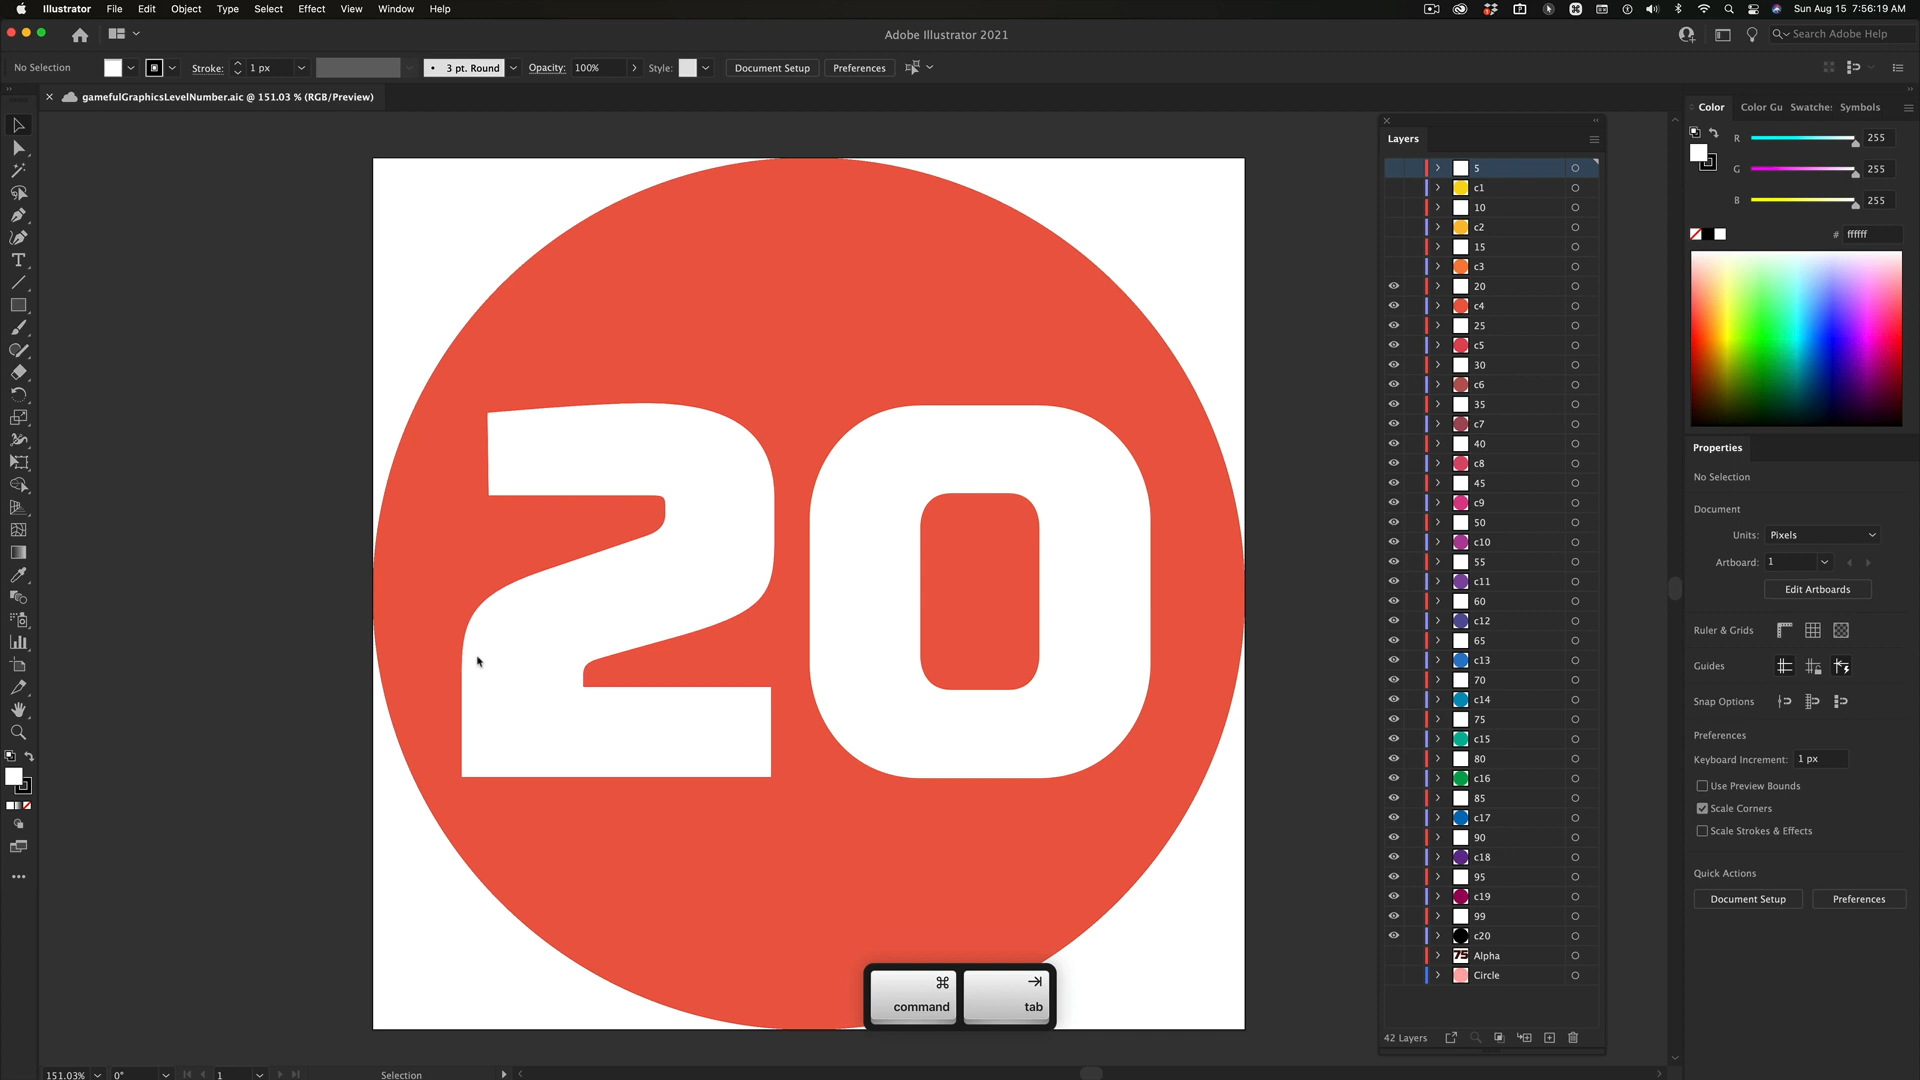 Illustrator File Edit Object Type Select Effect View Window Help
Sun Aug 15 7:56:19 AM
Adobe Illustrator 2021
Search Adobe Help
No Selection
Stroke: 1 px
3 pt. Round
Opacity: 100%
Style:
Document Setup
Preferences
gamefulGraphicsLevelNumber.aic @ 151.03 % (RGB/Preview)
20
command
tab
Layers
5
c1
10
c2
15
c3
20
c4
25
c5
30
c6
35
c7
40
c8
45
c9
50
c10
55
c11
60
c12
65
c13
70
c14
75
c15
80
c16
85
c17
90
c18
95
c19
99
c20
75 Alpha
Circle
42 Layers
Color Color Gu Swatche: Symbols
R 255
G 255
B 255
# ffffff
Properties
No Selection
Document
Units: Pixels
Artboard: 1
Edit Artboards
Ruler & Grids
Guides
Snap Options
Preferences
Keyboard Increment: 1 px
Use Preview Bounds
Scale Corners
Scale Strokes & Effects
Quick Actions
Document Setup
Preferences
151.03% 0° 1 Selection